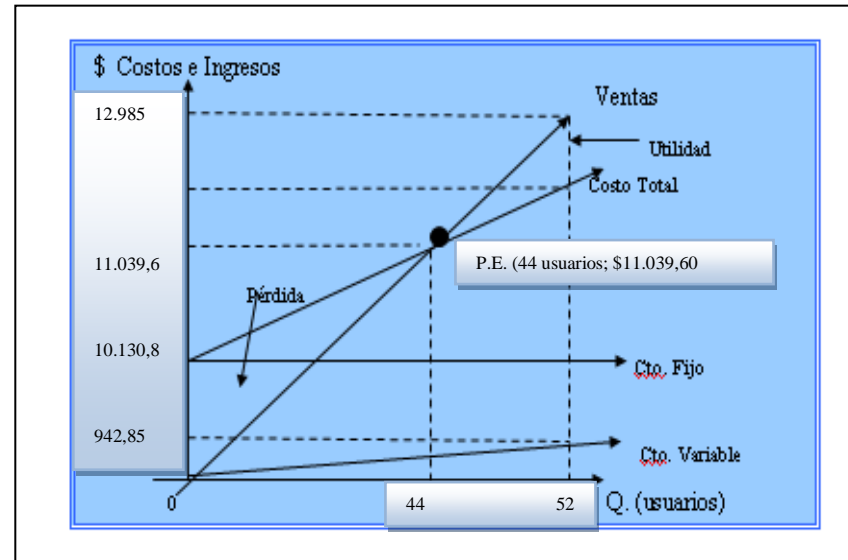 $ Costos e Ingresos
12.985
Ventas
Utilidad
Costo Total
11.039,6
P.E. (44 usuarios; $11.039,60
Pérdida
10.130,8
Cto. Fijo
942,85
Cto. Variable
0
44
52
Q. (usuarios)